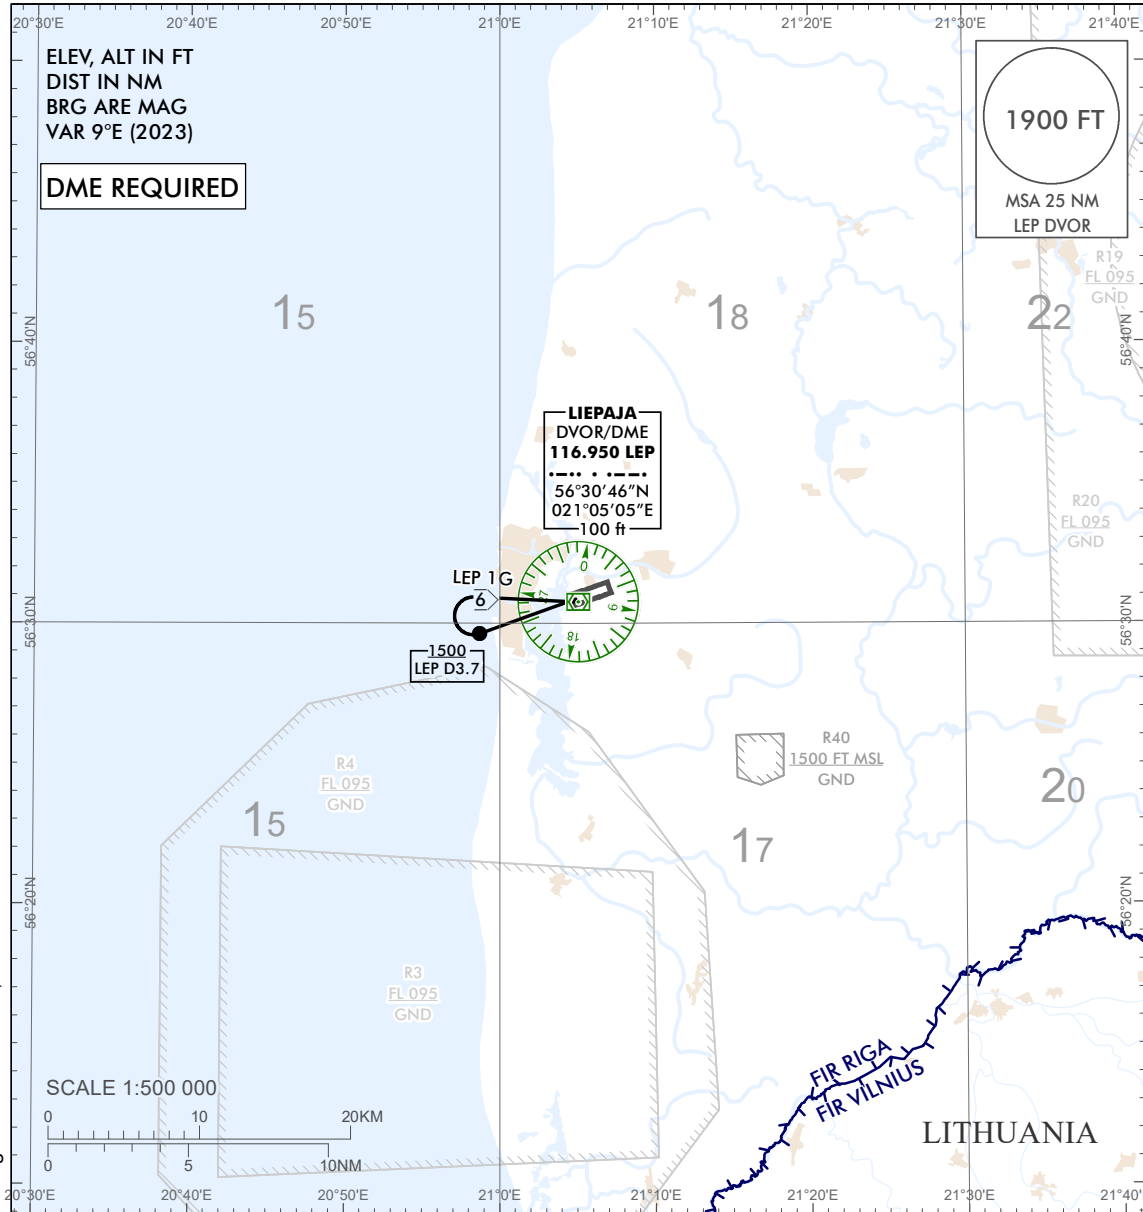 20°30'E 20°40'E 20°50'E 21°0'E 21°10'E 21°20'E 21°30'E 21°40'E
ELEV, ALT IN FT
DIST IN NM
BRG ARE MAG
VAR 9°E (2023)
DME REQUIRED
1900 FT
MSA 25 NM
LEP DVOR
R19
FL 095
GND
15
18
22
56°40'N
56°40'N
LIEPAJA
DVOR/DME
116.950 LEP
56°30'46"N
021°05'05"E
100 ft
R20
FL 095
GND
LEP 1G
6
0
27
9
18
56°30'N
56°30'N
1500
LEP D3.7
R4
FL 095
GND
R40
1500 FT MSL
GND
15
17
20
56°20'N
56°20'N
R3
FL 095
GND
FIR RIGA
FIR VILNIUS
LITHUANIA
SCALE 1:500 000
0 10 20KM
0 5 10NM
20°30'E 20°40'E 20°50'E 21°0'E 21°10'E 21°20'E 21°30'E 21°40'E